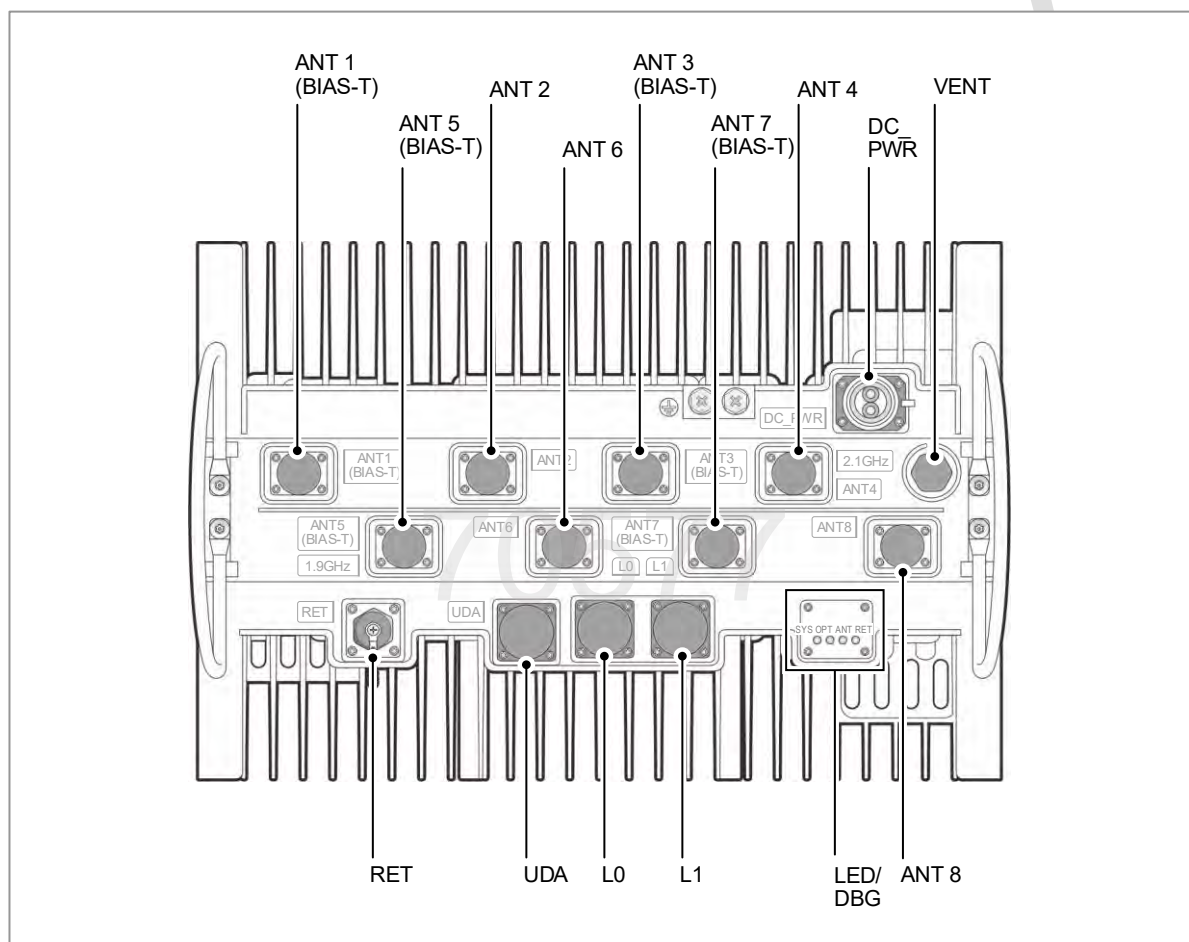 ANT 1
(BIAS-T)
ANT 2
ANT 3
(BIAS-T)
ANT 4
VENT
ANT 5
(BIAS-T)
ANT 6
ANT 7
(BIAS-T)
DC_
PWR
DC_PWR
ANT1
(BIAS-T)
ANT2
ANT3
(BIAS-T)
2.1GHz
ANT4
ANT5
(BIAS-T)
1.9GHz
ANT6
ANT7
(BIAS-T)
L0 L1
ANT8
RET
UDA
SYS OPT ANT RET
RET
UDA
L0
L1
LED/
DBG
ANT 8